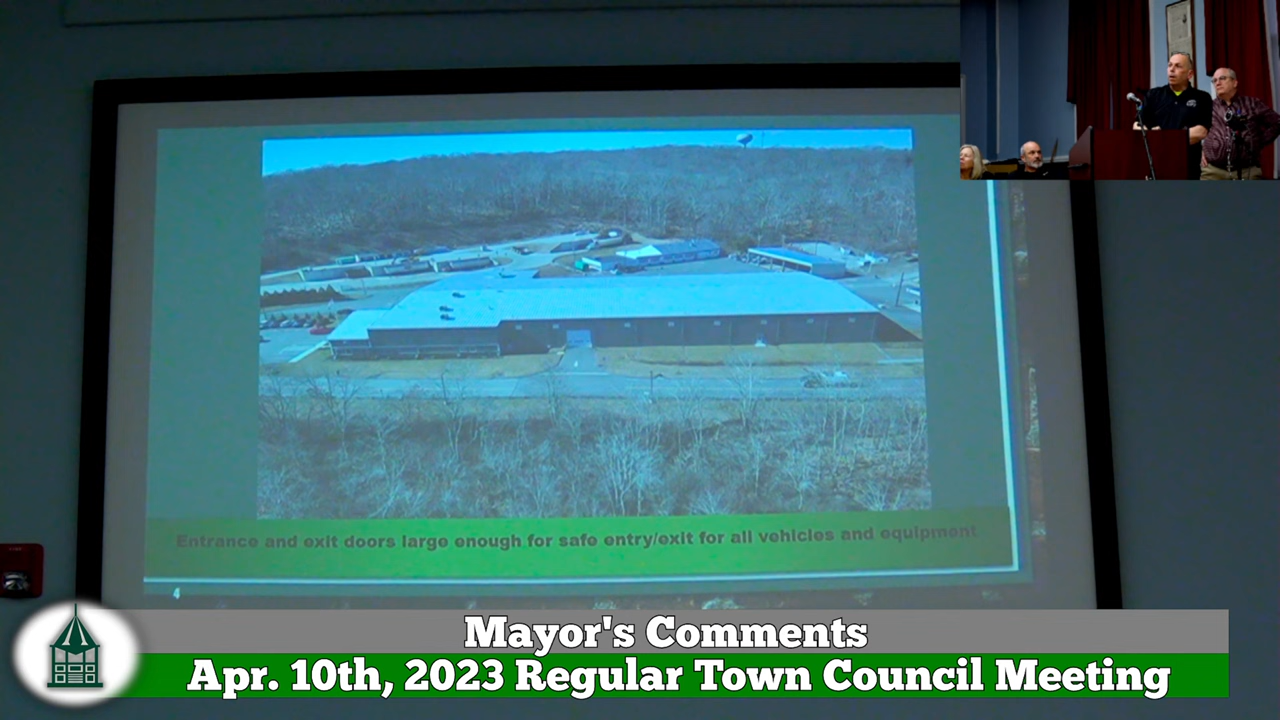 Entrance and exit doors large enough for safe entry/exit for all vehicles and equipment
4
Mayor's Comments
Apr. 10th, 2023 Regular Town Council Meeting